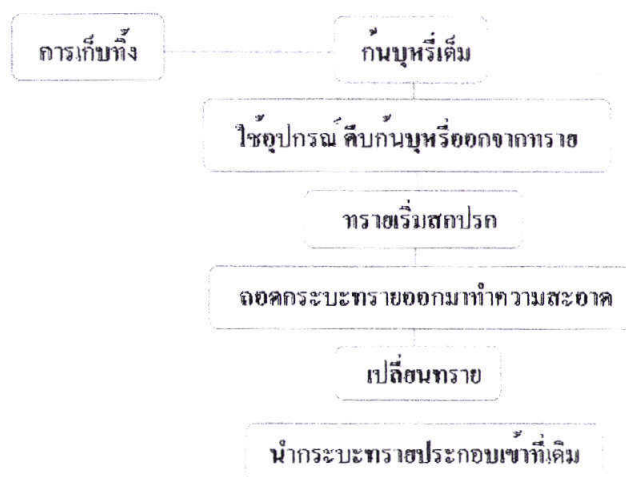 การเก็บทิ้ง
ก้นบุหรี่เต็ม
ใช้อุปกรณ์ คีบก้นบุหรี่ออกจากทราย
ทรายเริ่มสกปรก
ถอดกระบะทรายออกมาทำความสะอาด
เปลี่ยนทราย
นำกระบะทรายประกอบเข้าที่เดิม